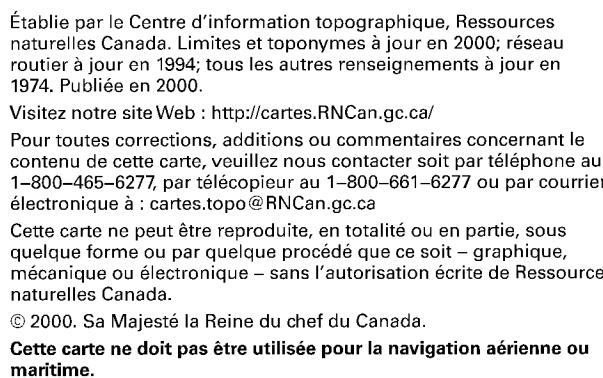 Établie par le Centre d'information topographique, Ressources
naturelles Canada. Limites et toponymes à jour en 2000; réseau
routier à jour en 1994; tous les autres renseignements à jour en
1974. Publiée en 2000.
Visitez notre site Web : http://cartes.RNCan.gc.ca/
Pour toutes corrections, additions ou commentaires concernant le
contenu de cette carte, veuillez nous contacter soit par téléphone au
1–800–465–6277, par télécopieur au 1–800–661–6277 ou par courrier
électronique à : cartes.topo@RNCan.gc.ca
Cette carte ne peut être reproduite, en totalité ou en partie, sous
quelque forme ou par quelque procédé que ce soit – graphique,
mécanique ou électronique – sans l'autorisation écrite de Ressource
naturelles Canada.
© 2000. Sa Majesté la Reine du chef du Canada.
Cette carte ne doit pas être utilisée pour la navigation aérienne ou
maritime.